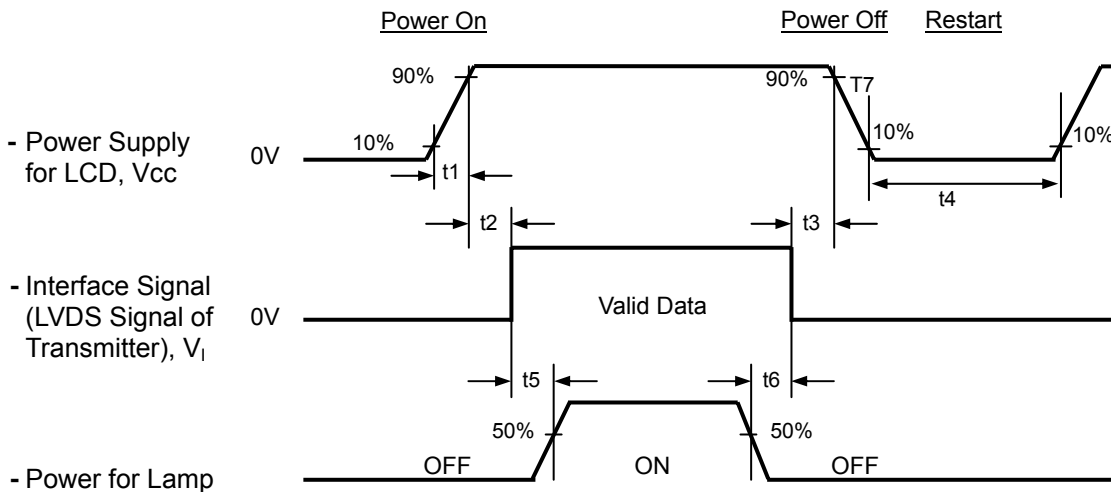 Power On
Power Off
Restart
90%
90%
T7
- Power Supply
for LCD, Vcc
0V
10%
10%
10%
t1
t4
t2
t3
- Interface Signal
(LVDS Signal of
Transmitter), VI
0V
Valid Data
t5
t6
50%
50%
- Power for Lamp
OFF
ON
OFF